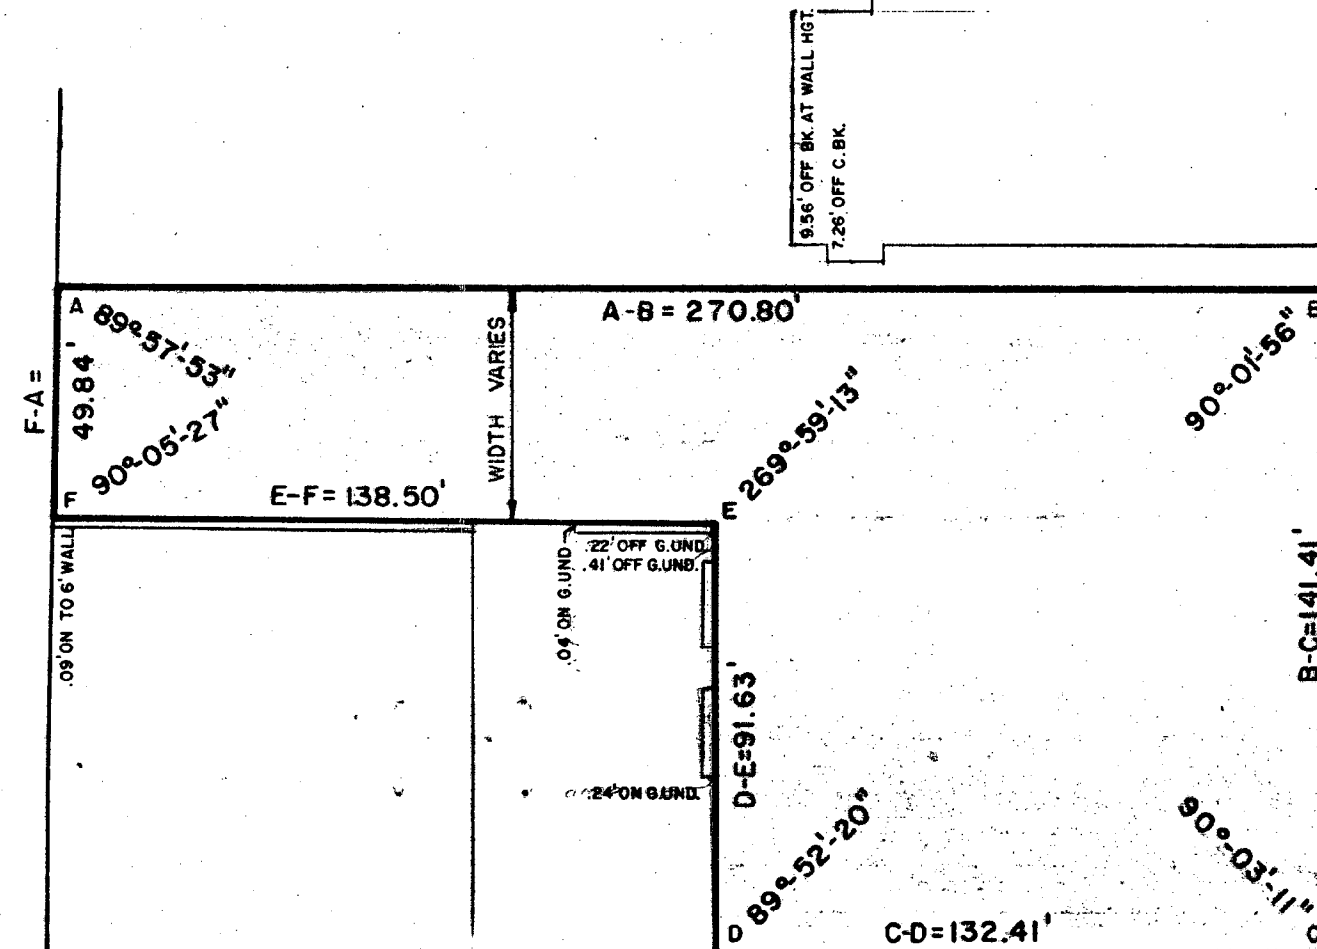 9.56' OFF BK. AT WALL HGT.
7.26' OFF C. BK.
A
89°-57'-53"
A-B = 270.80'
B
90°-01'-56"
F-A =
49.84'
WIDTH VARIES
269°-59'-13"
90°-05'-27"
F
E-F = 138.50'
E
.09' ON TO 6' WALL
.04' ON G.UND
.22' OFF G.UND.
.41' OFF G.UND.
B-C=141.41'
D-E=91.63'
.24' ON G.UND.
89°-52'-20"
90°-03'-11"
D
C-D=132.41'
C